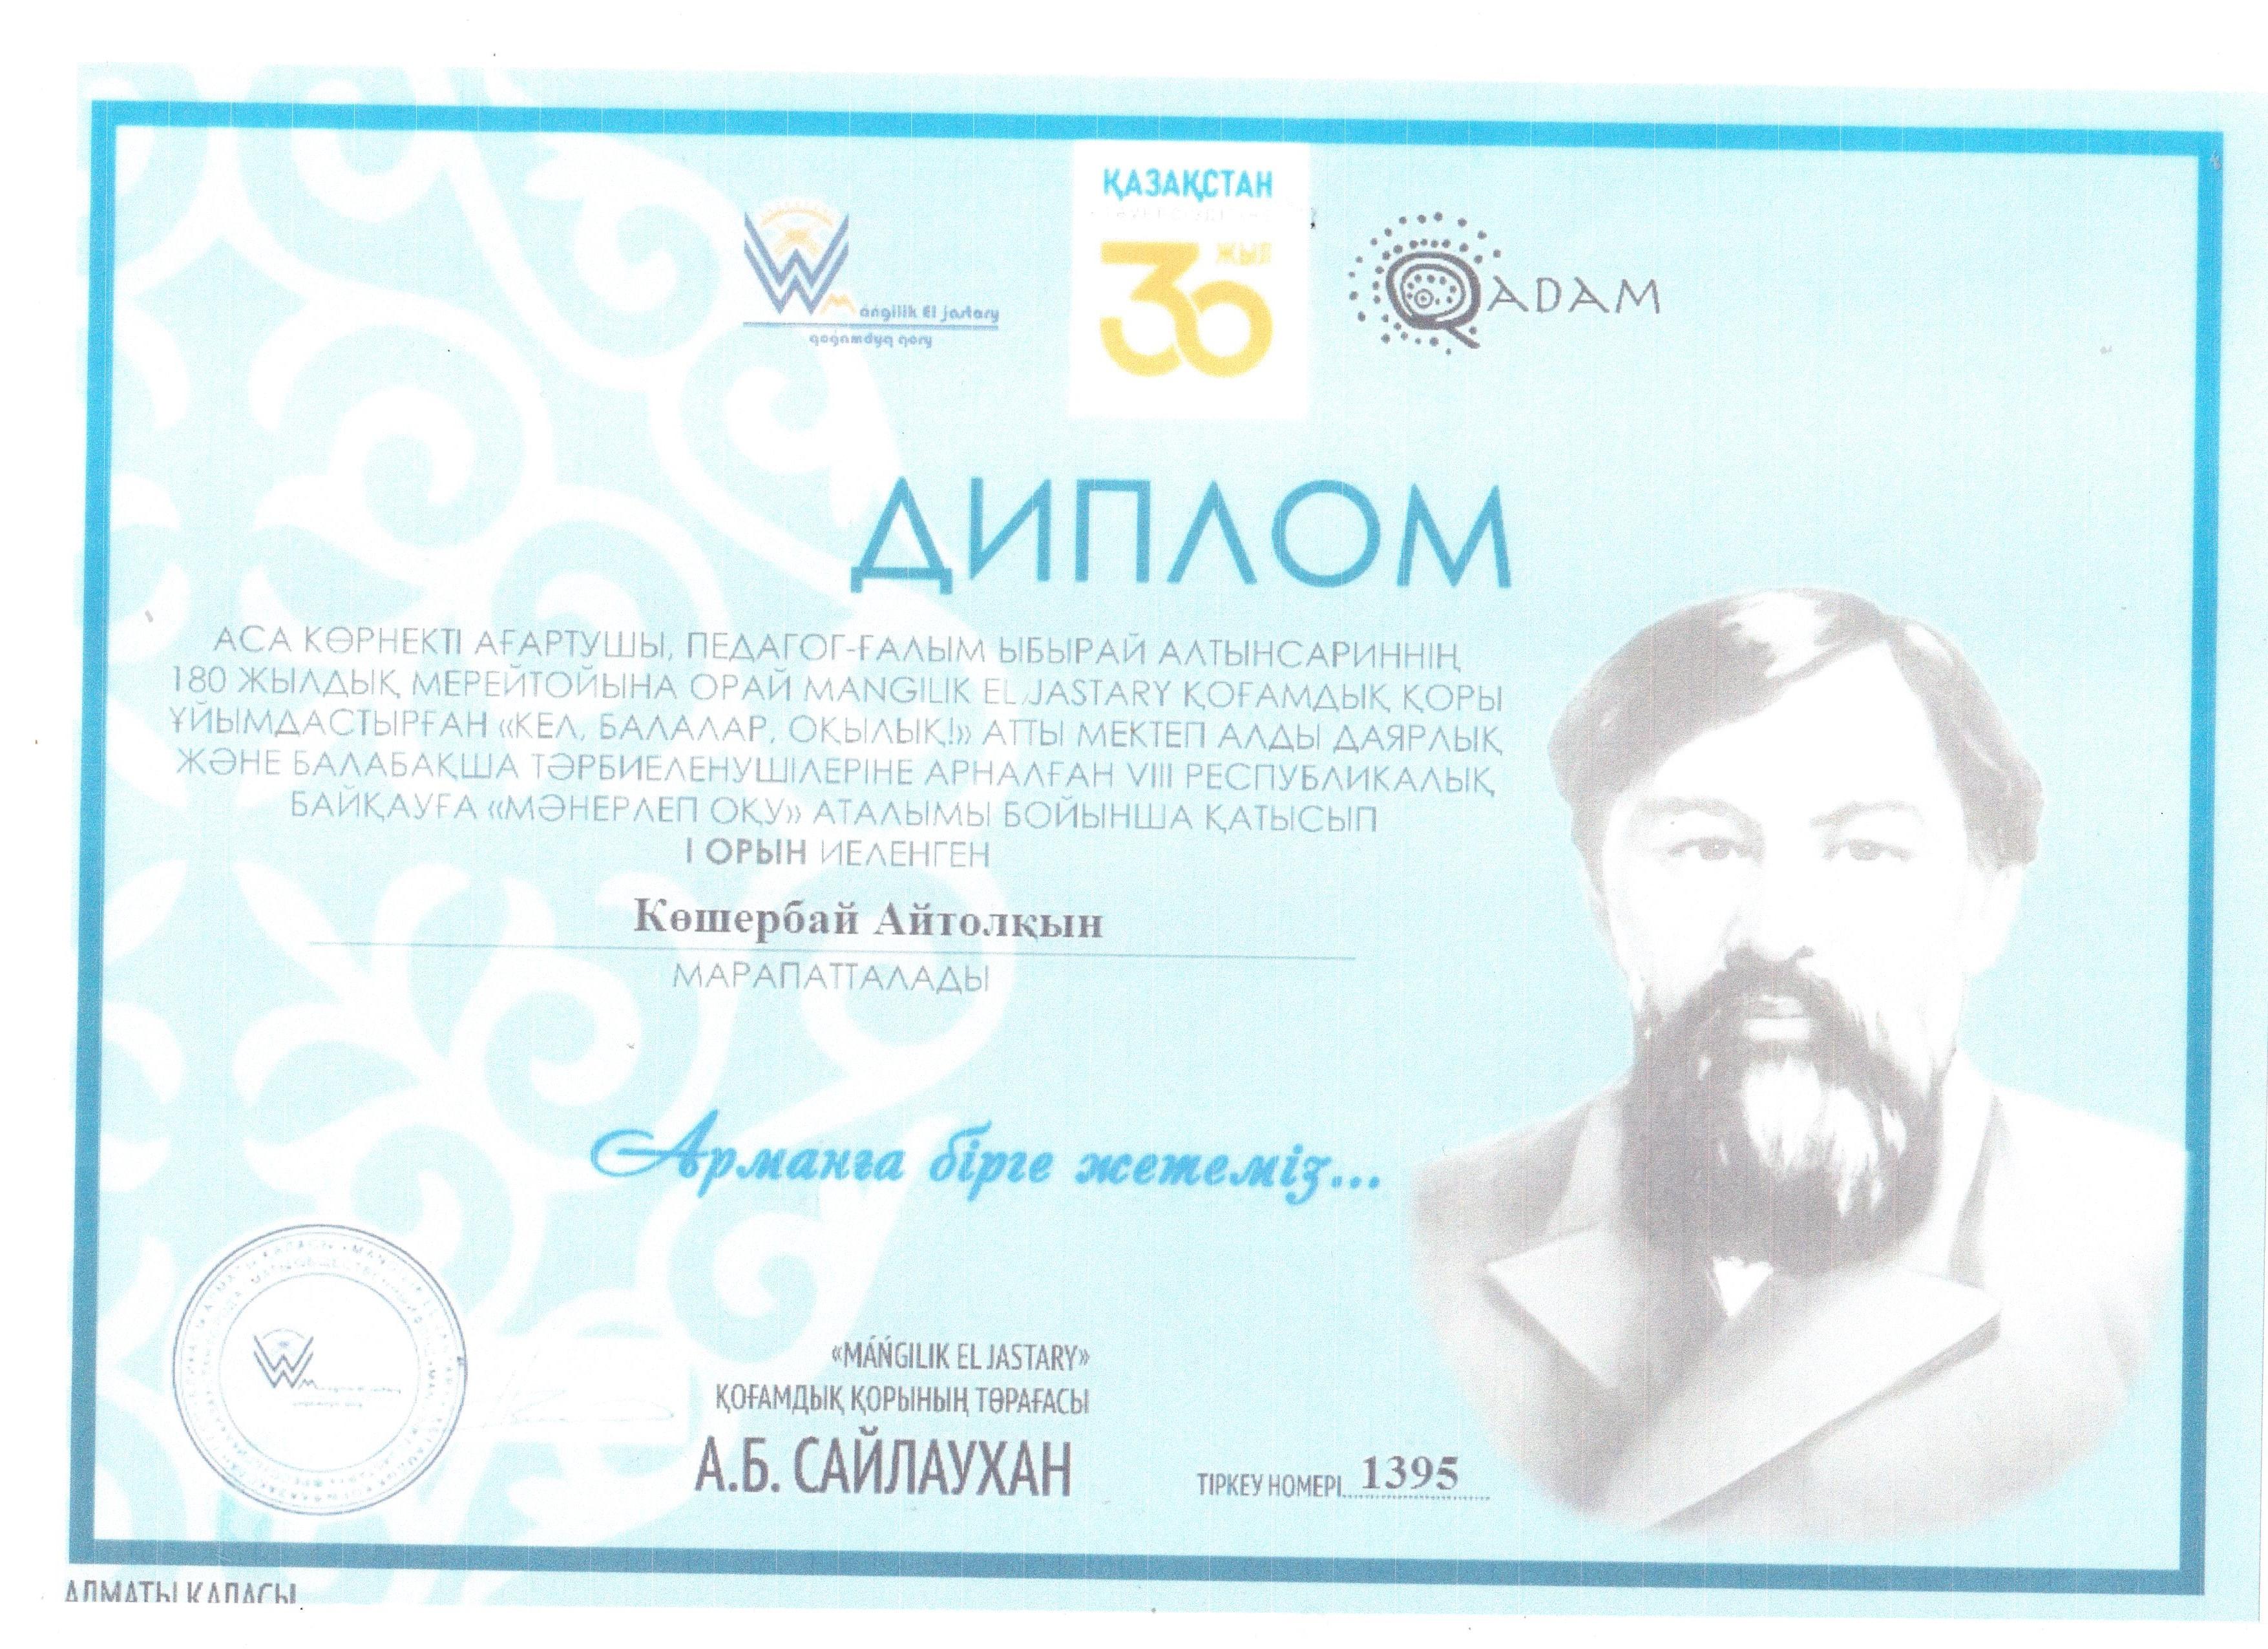 ҚАЗАҚСТАН
30 ЖЫЛ
Mańgilik El jastary
qoǵamdyq qory
QADAM
ДИПЛОМ
АСА КӨРНЕКТІ АҒАРТУШЫ, ПЕДАГОГ-ҒАЛЫМ ЫБЫРАЙ АЛТЫНСАРИННІҢ
180 ЖЫЛДЫҚ МЕРЕЙТОЙЫНА ОРАЙ MANGILIK EL JASTARY ҚОҒАМДЫҚ ҚОРЫ
ҰЙЫМДАСТЫРҒАН «КЕЛ, БАЛАЛАР, ОҚЫЛЫҚ!» АТТЫ МЕКТЕП АЛДЫ ДАЯРЛЫҚ
ЖӘНЕ БАЛАБАҚША ТӘРБИЕЛЕНУШІЛЕРІНЕ АРНАЛҒАН VIII РЕСПУБЛИКАЛЫҚ
БАЙҚАУҒА «МӘНЕРЛЕП ОҚУ» АТАЛЫМЫ БОЙЫНША ҚАТЫСЫП
I ОРЫН ИЕЛЕНГЕН
Көшербай Айтолқын
МАРАПАТТАЛАДЫ
Арманға бірге жетеміз...
«MÁŃGILIK EL JASTARY»
ҚОҒАМДЫҚ ҚОРЫНЫҢ ТӨРАҒАСЫ
А.Б. САЙЛАУХАН
ТІРКЕУ НОМЕРІ 1395
АЛМАТЫ ҚАЛАСЫ